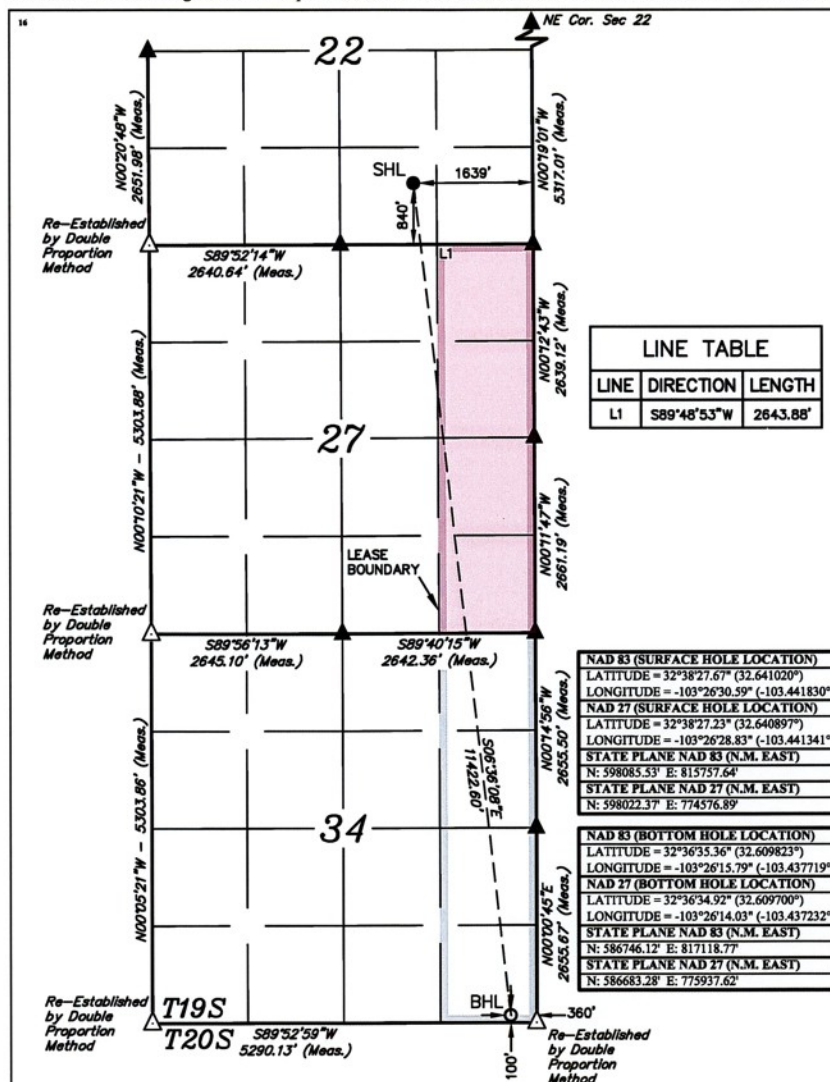 16
NE Cor. Sec 22
22
N00°20'48"W
2651.98' (Meas.)
N00°19'01"W
5317.01' (Meas.)
SHL
1639'
840'
Re-Established
by Double
Proportion
Method
S89°52'14"W
2640.64' (Meas.)
L1
N00°12'43"W
2639.12' (Meas.)
LINE TABLE
LINE DIRECTION LENGTH
L1 S89°48'53"W 2643.88'
N00°10'21"W - 5303.88' (Meas.)
27
N00°11'47"W
2661.19' (Meas.)
LEASE
BOUNDARY
Re-Established
by Double
Proportion
Method
S89°56'13"W
2645.10' (Meas.)
S89°40'15"W
2642.36' (Meas.)
N00°14'56"W
2655.50' (Meas.)
S06°36'08"E
11422.60'
N00°05'21"W - 5303.86' (Meas.)
34
N00°00'45"E
2655.67' (Meas.)
NAD 83 (SURFACE HOLE LOCATION)
LATITUDE = 32°38'27.67" (32.641020°)
LONGITUDE = -103°26'30.59" (-103.441830°)
NAD 27 (SURFACE HOLE LOCATION)
LATITUDE = 32°38'27.23" (32.640897°)
LONGITUDE = -103°26'28.83" (-103.441341°)
STATE PLANE NAD 83 (N.M. EAST)
N: 598085.53' E: 815757.64'
STATE PLANE NAD 27 (N.M. EAST)
N: 598022.37' E: 774576.89'
NAD 83 (BOTTOM HOLE LOCATION)
LATITUDE = 32°36'35.36" (32.609823°)
LONGITUDE = -103°26'15.79" (-103.437719°)
NAD 27 (BOTTOM HOLE LOCATION)
LATITUDE = 32°36'34.92" (32.609700°)
LONGITUDE = -103°26'14.03" (-103.437232°)
STATE PLANE NAD 83 (N.M. EAST)
N: 586746.12' E: 817118.77'
STATE PLANE NAD 27 (N.M. EAST)
N: 586683.28' E: 775937.62'
Re-Established
by Double
Proportion
Method
T19S
T20S
S89°52'59"W
5290.13' (Meas.)
BHL
360'
100'
Re-Established
by Double
Proportion
Method